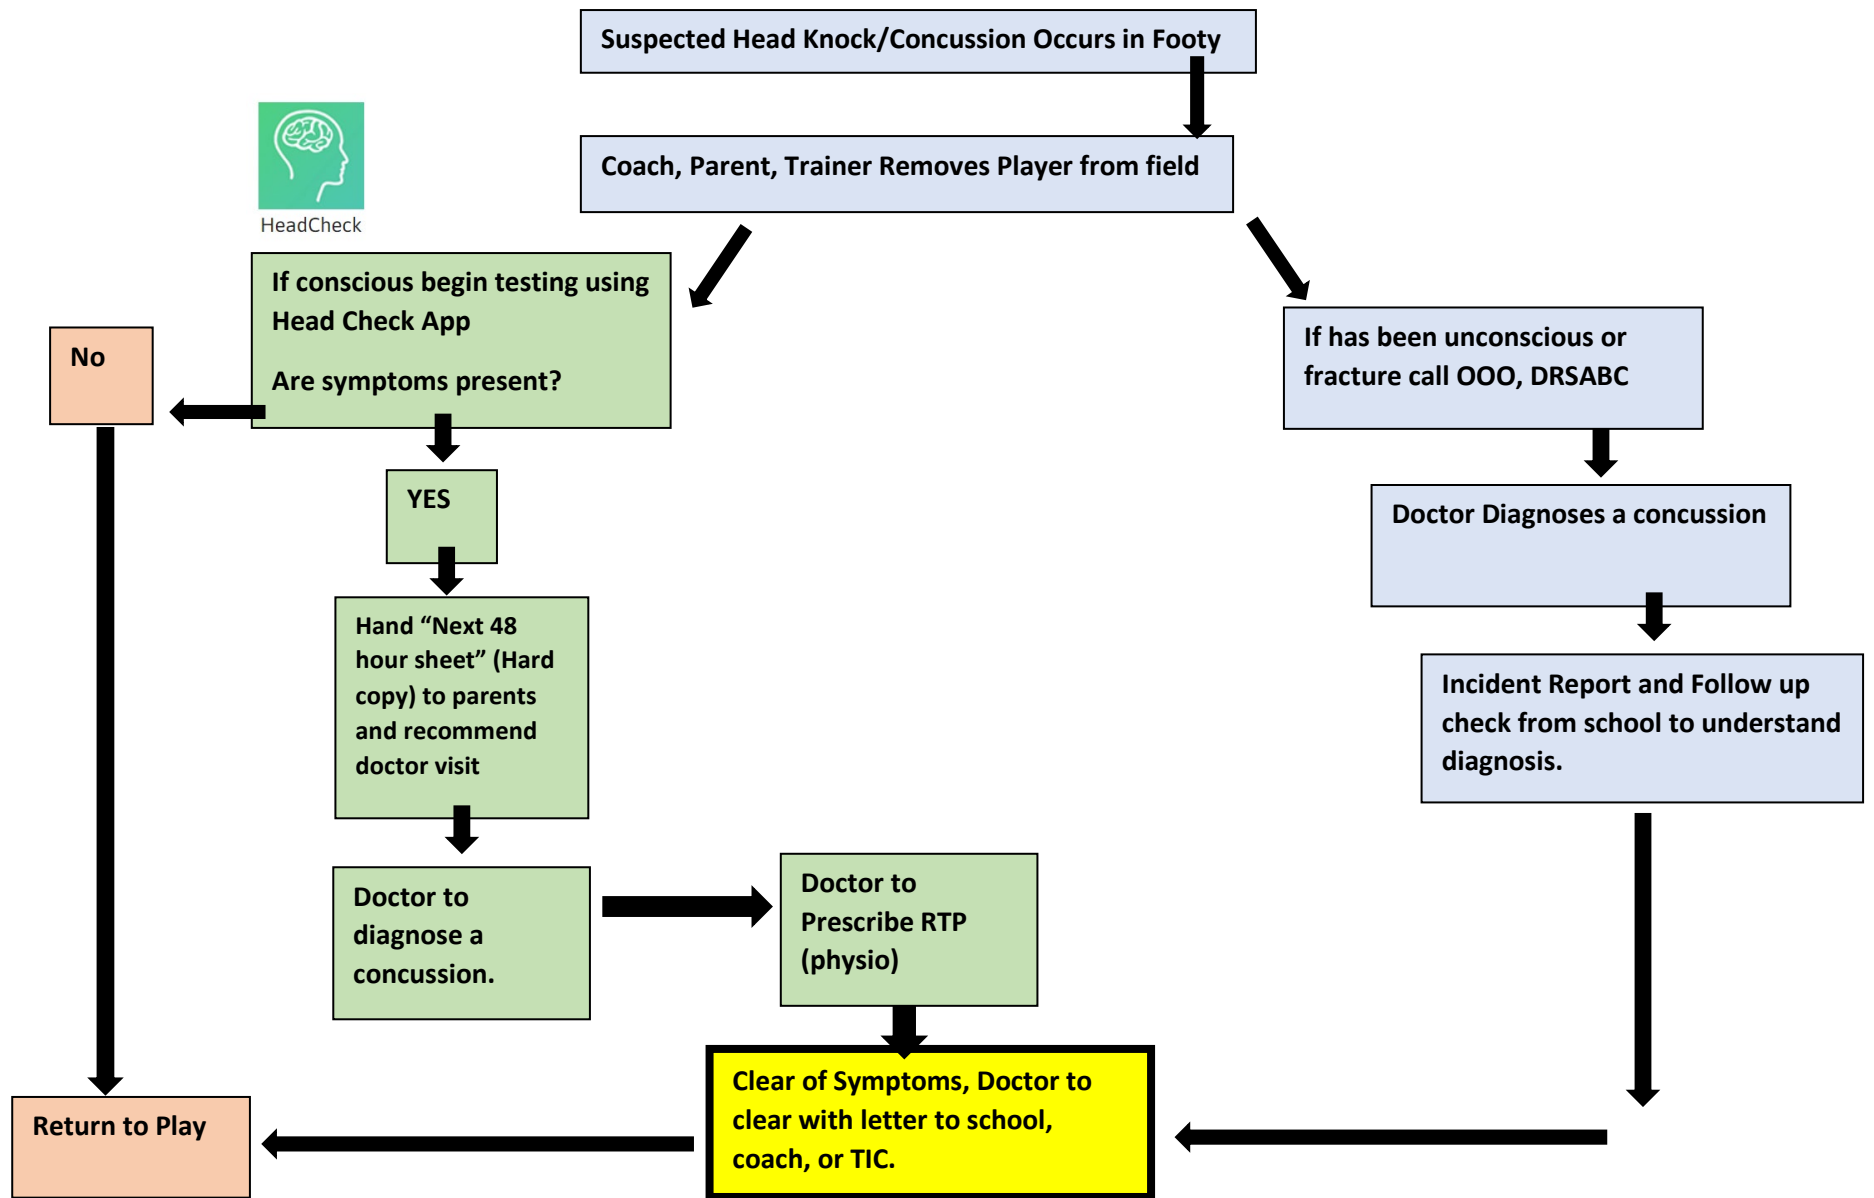 Suspected Head Knock/Concussion Occurs in Footy
Coach, Parent, Trainer Removes Player from field
HeadCheck
If conscious begin testing using
Head Check App
Are symptoms present?
No
If has been unconscious or
fracture call OOO, DRSABC
YES
Doctor Diagnoses a concussion
Hand “Next 48
hour sheet” (Hard
copy) to parents
and recommend
doctor visit
Incident Report and Follow up
check from school to understand
diagnosis.
Doctor to
diagnose a
concussion.
Doctor to
Prescribe RTP
(physio)
Clear of Symptoms, Doctor to
clear with letter to school,
coach, or TIC.
Return to Play